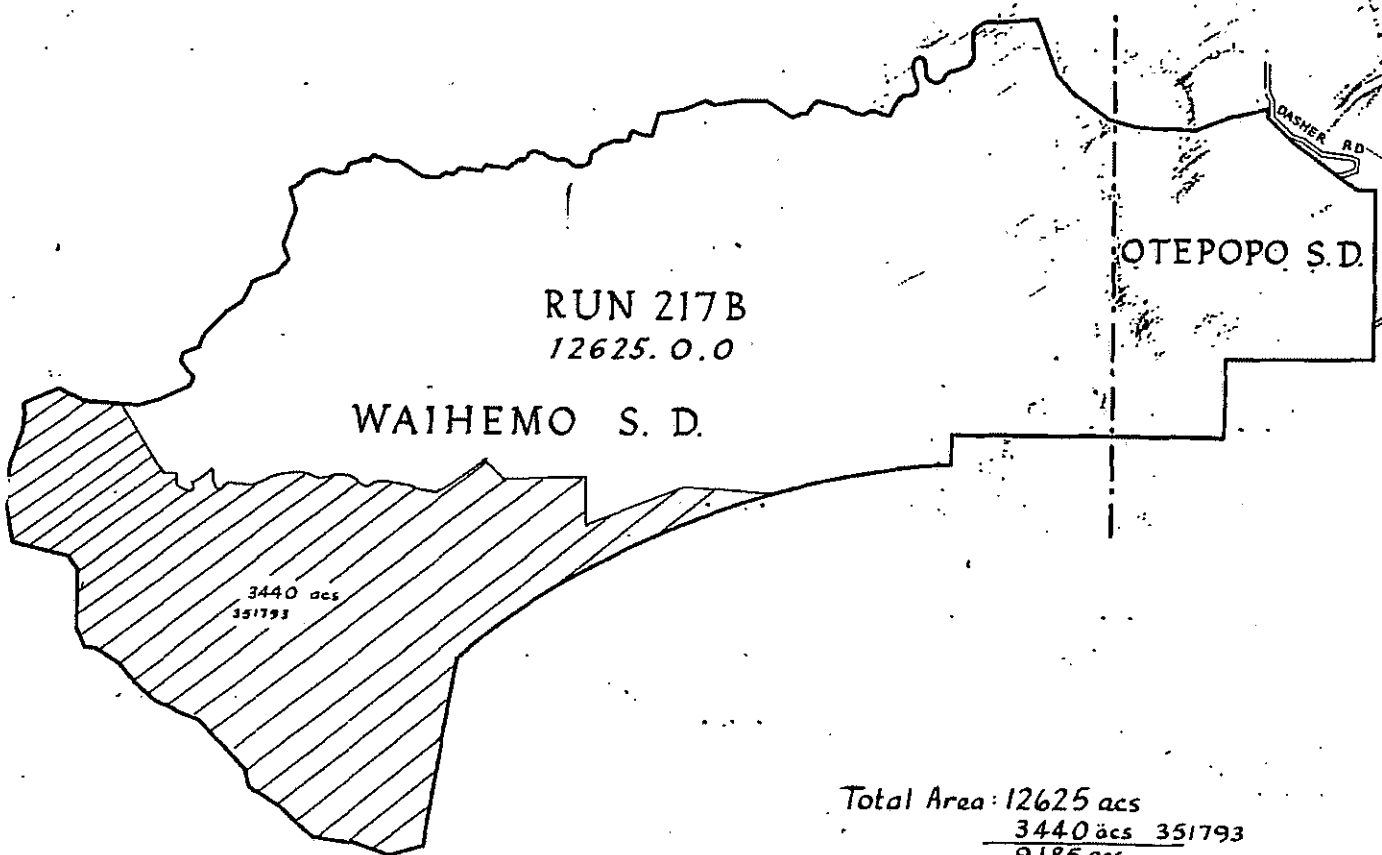 DASHER RD
OTEPOPO S.D.
RUN 217B
12625.0.0
WAIHEMO S. D.
3440 acs
351793
Total Area: 12625 acs
3440 acs 351793
9185 acs